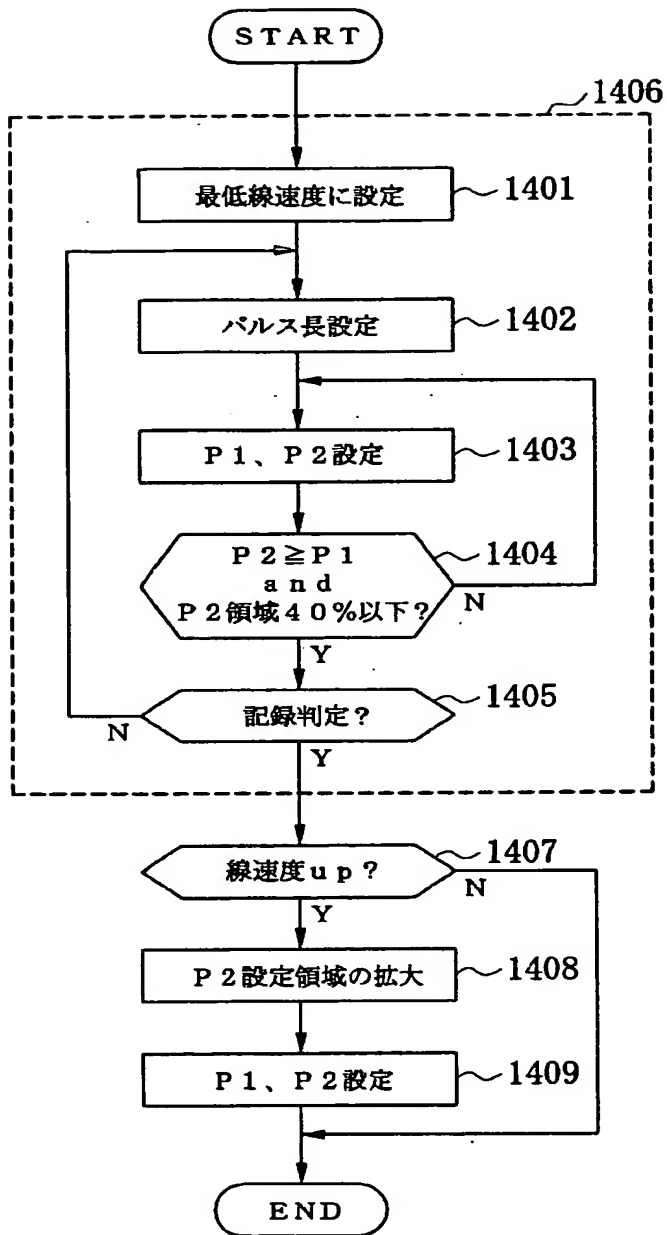 START
1406
最低線速度に設定
1401
パルス長設定
1402
P1、P2設定
1403
P2≧P1
and
P2領域40%以下?
1404
N
Y
記録判定?
1405
N
Y
線速度up?
1407
N
Y
P2設定領域の拡大
1408
P1、P2設定
1409
END